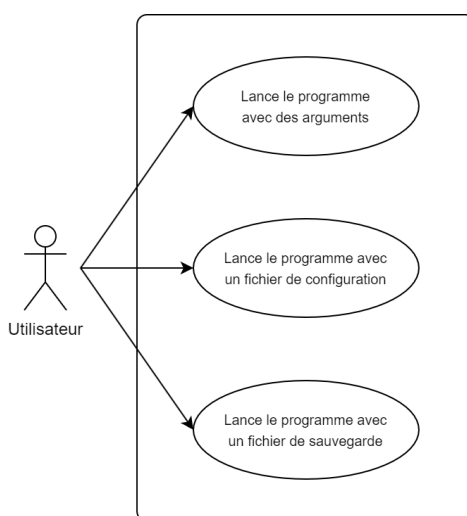 Lance le programme
avec des arguments
Lance le programme avec
un fichier de configuration
Utilisateur
Lance le programme avec
un fichier de sauvegarde